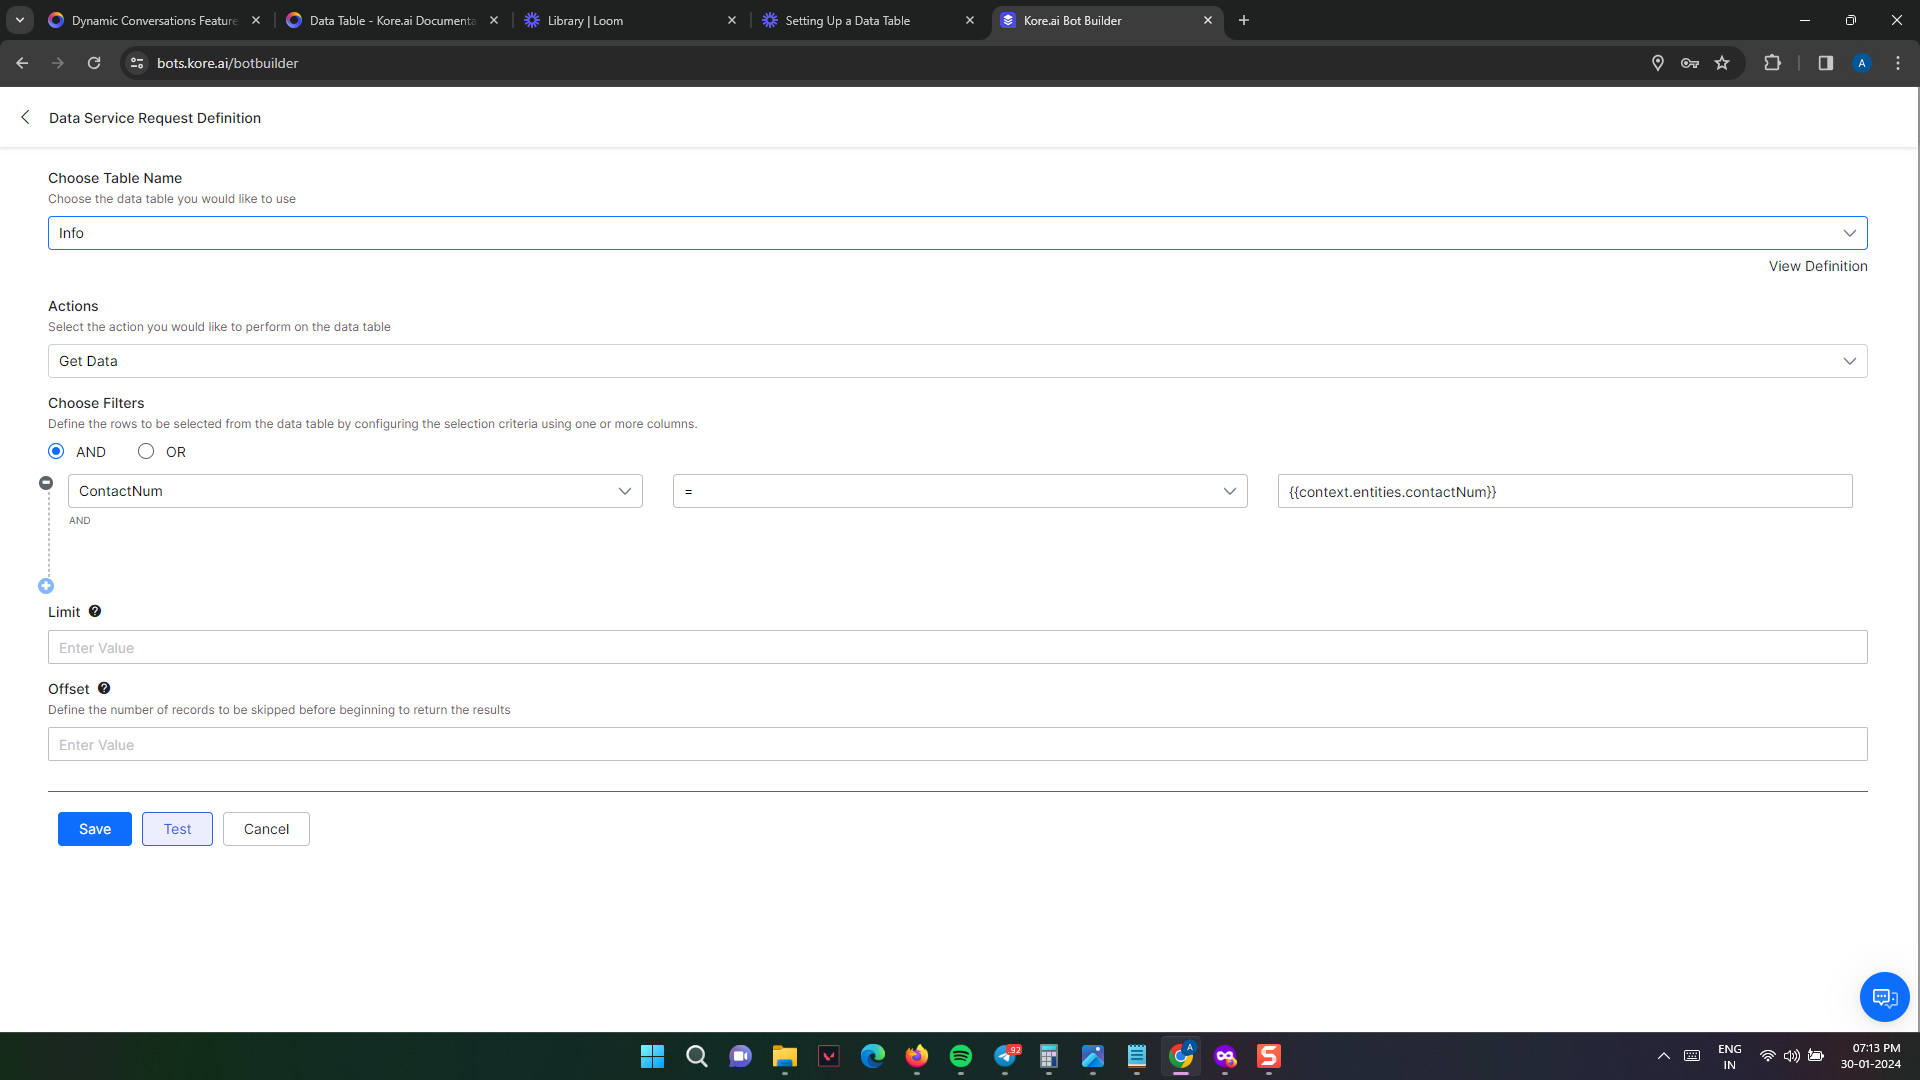 Dynamic Conversations Feature
Data Table - Kore.ai Documenta
Library | Loom
Setting Up a Data Table
Kore.ai Bot Builder
bots.kore.ai/botbuilder
A
Data Service Request Definition
Choose Table Name
Choose the data table you would like to use
Info
View Definition
Actions
Select the action you would like to perform on the data table
Get Data
Choose Filters
Define the rows to be selected from the data table by configuring the selection criteria using one or more columns.
AND
OR
ContactNum
=
{{context.entities.contactNum}}
AND
Limit
Enter Value
Offset
Define the number of records to be skipped before beginning to return the results
Enter Value
Save
Test
Cancel
92
A
S
ENG
IN
07:13 PM
30-01-2024